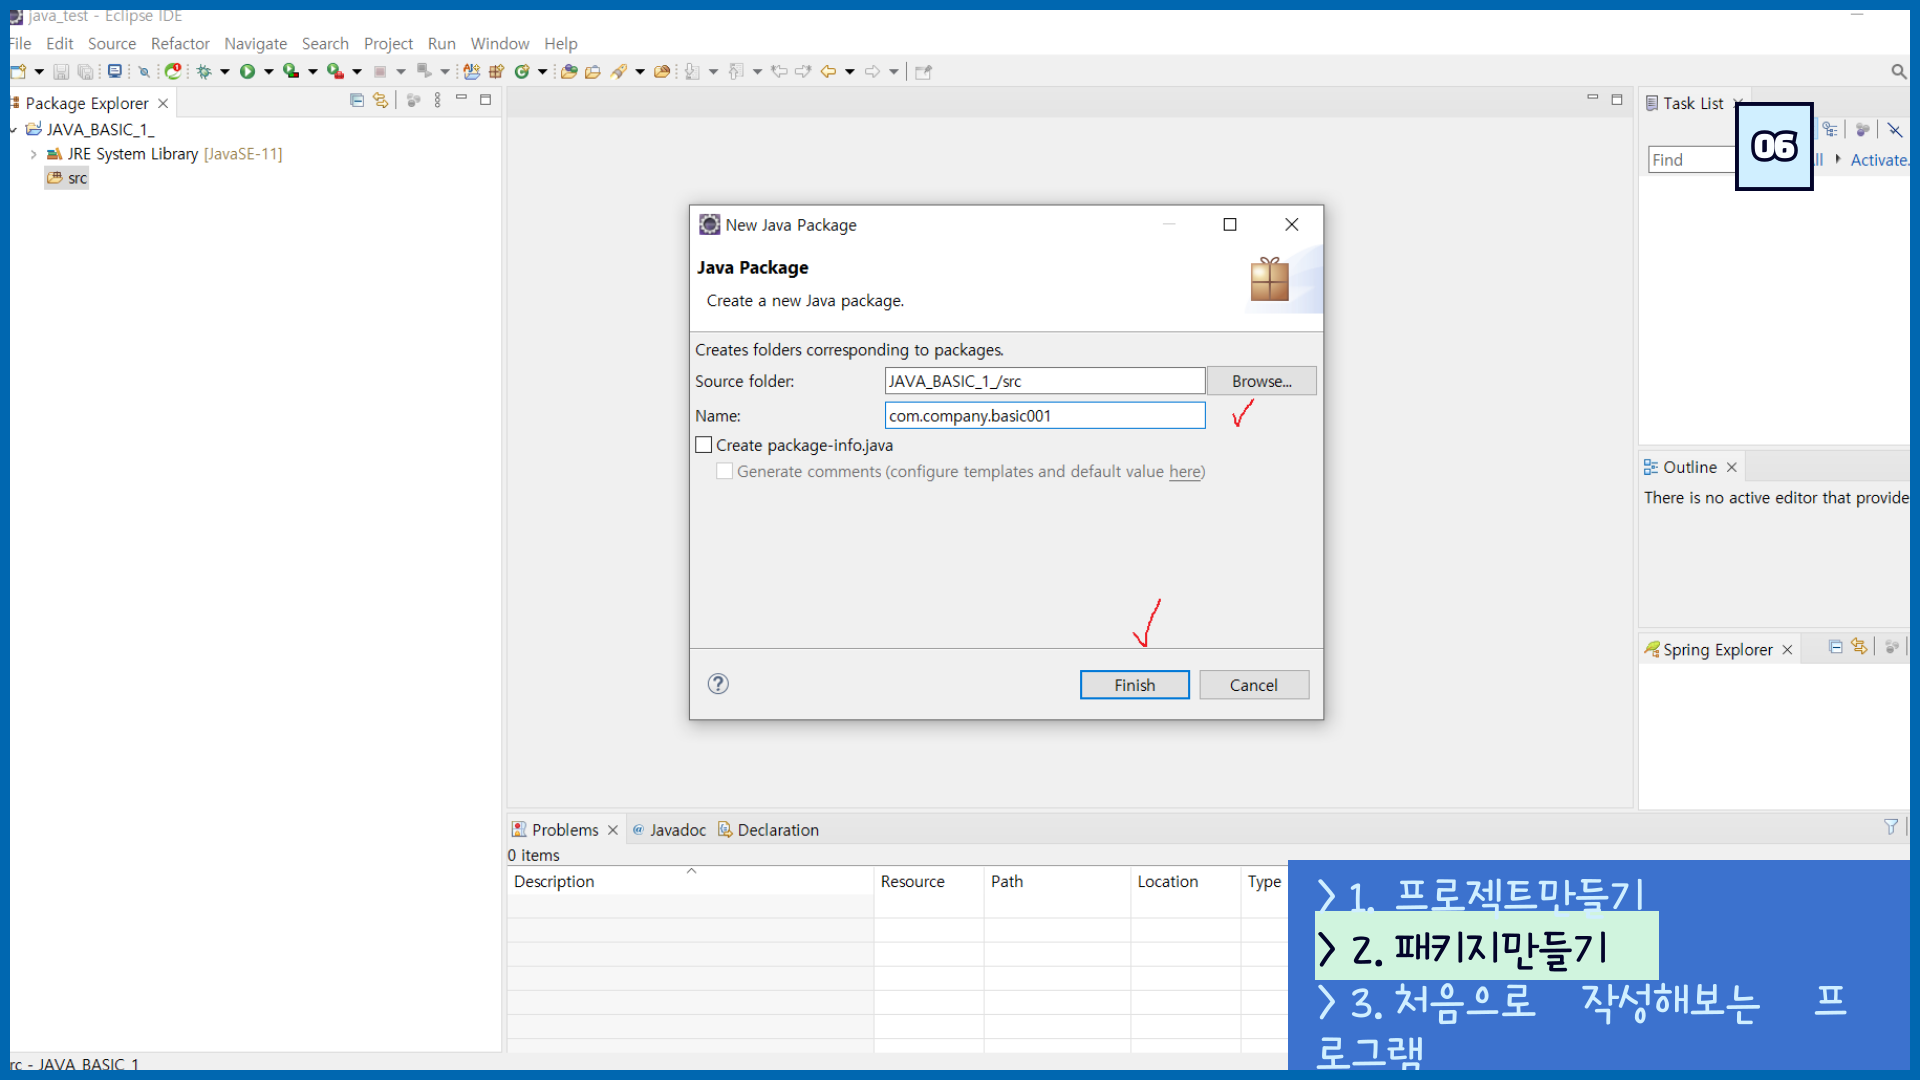 java_test - Eclipse IDE
File Edit Source Refactor Navigate Search Project Run Window Help
Package Explorer
JAVA_BASIC_1_
JRE System Library [JavaSE-11]
src
Task List
06
Find
All
Activate.
New Java Package
Java Package
Create a new Java package.
Creates folders corresponding to packages.
Source folder: JAVA_BASIC_1_/src Browse...
Name: com.company.basic001
Create package-info.java
Generate comments (configure templates and default value here)
Finish Cancel
Outline
There is no active editor that provide
Spring Explorer
Problems Javadoc Declaration
0 items
Description Resource Path Location Type
> 1. 프로젝트만들기
> 2. 패키지만들기
> 3. 처음으로 작성해보는 프
로그램
rc - JAVA_BASIC_1